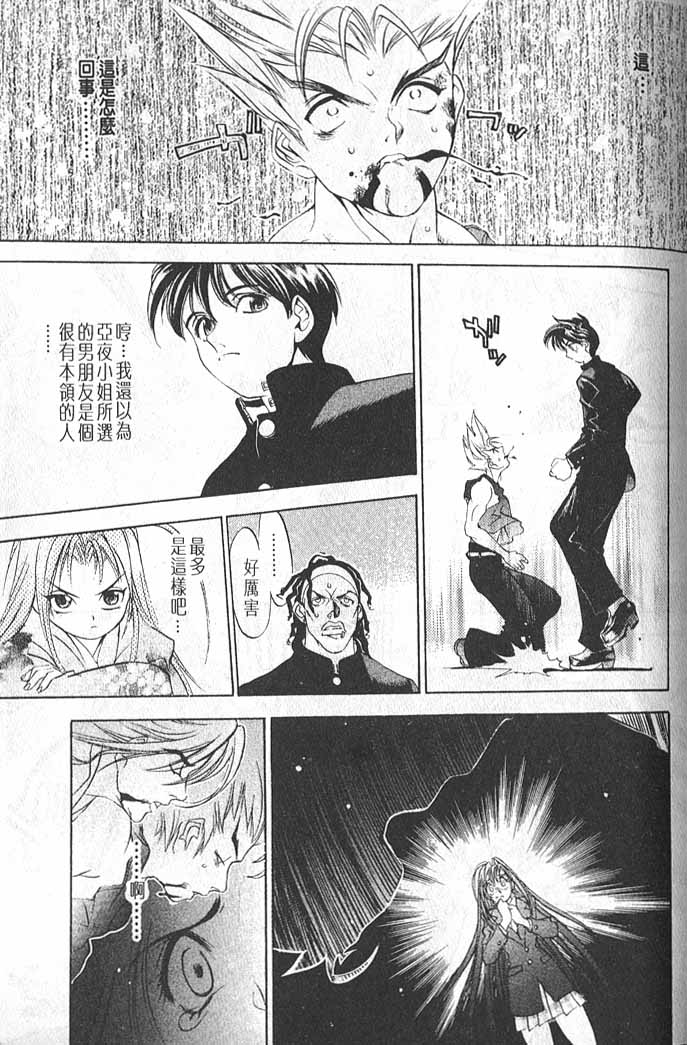 這…
這是怎麼
回事………
哼…我還以為
亞夜小姐所選
的男朋友是個
很有本領的人
……
好厲害
最多
是這樣吧…
……啊……